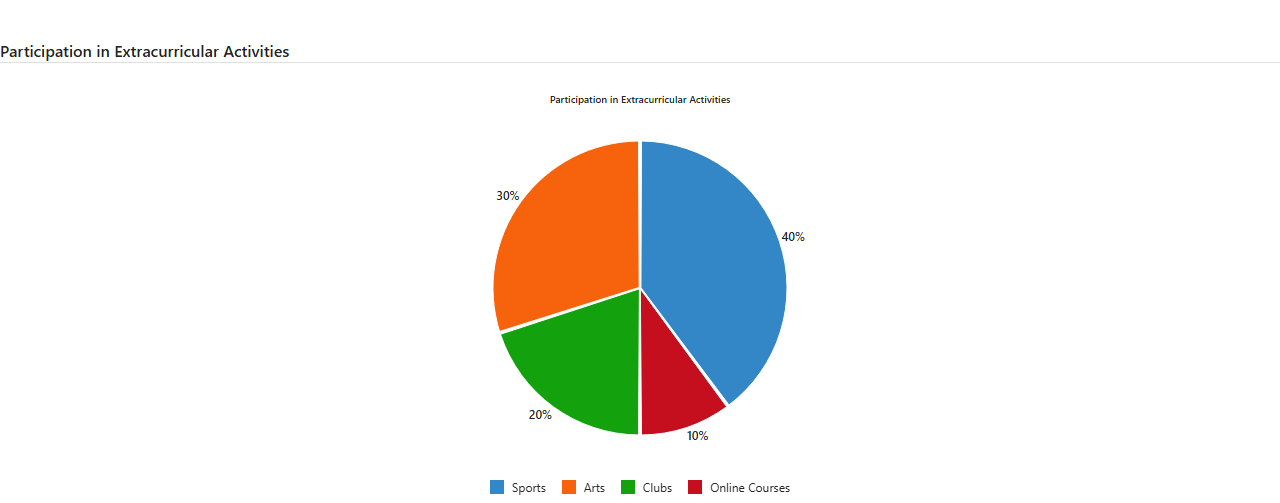 Participation in Extracurricular Activities
Participation in Extracurricular Activities
30%
40%
20%
10%
Sports Arts Clubs Online Courses